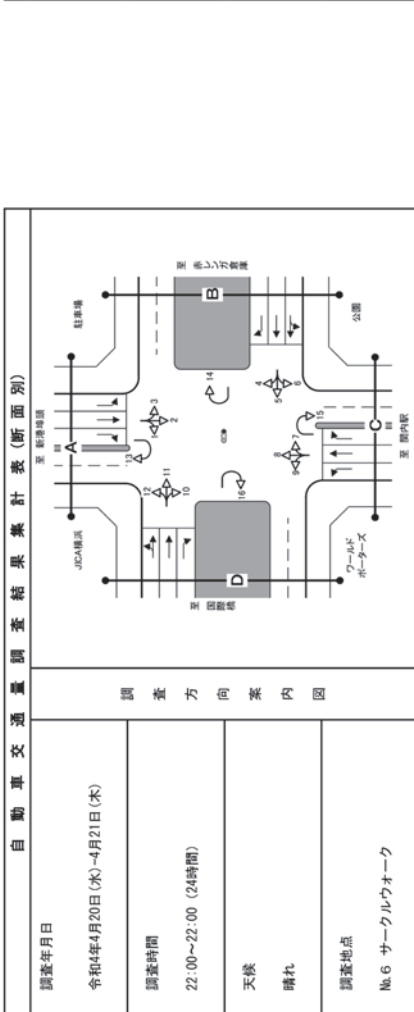 自動車交通量調査結果集計表(断面別)
調査年月日
令和4年4月20日(水)-4月21日(木)
調査時間
22:00~22:00 (24時間)
天候
晴れ
調査地点
№6 サークルウォーク
調査方向案内図
至 新港埠頭
JICA横浜
駐車場
A
13
1
2
3
12
11
10
至 国際橋
D
16
14
B
至 赤レンガ倉庫
4
5
6
8
9
7
15
C
ワールド
ポーターズ
公園
至 関内駅